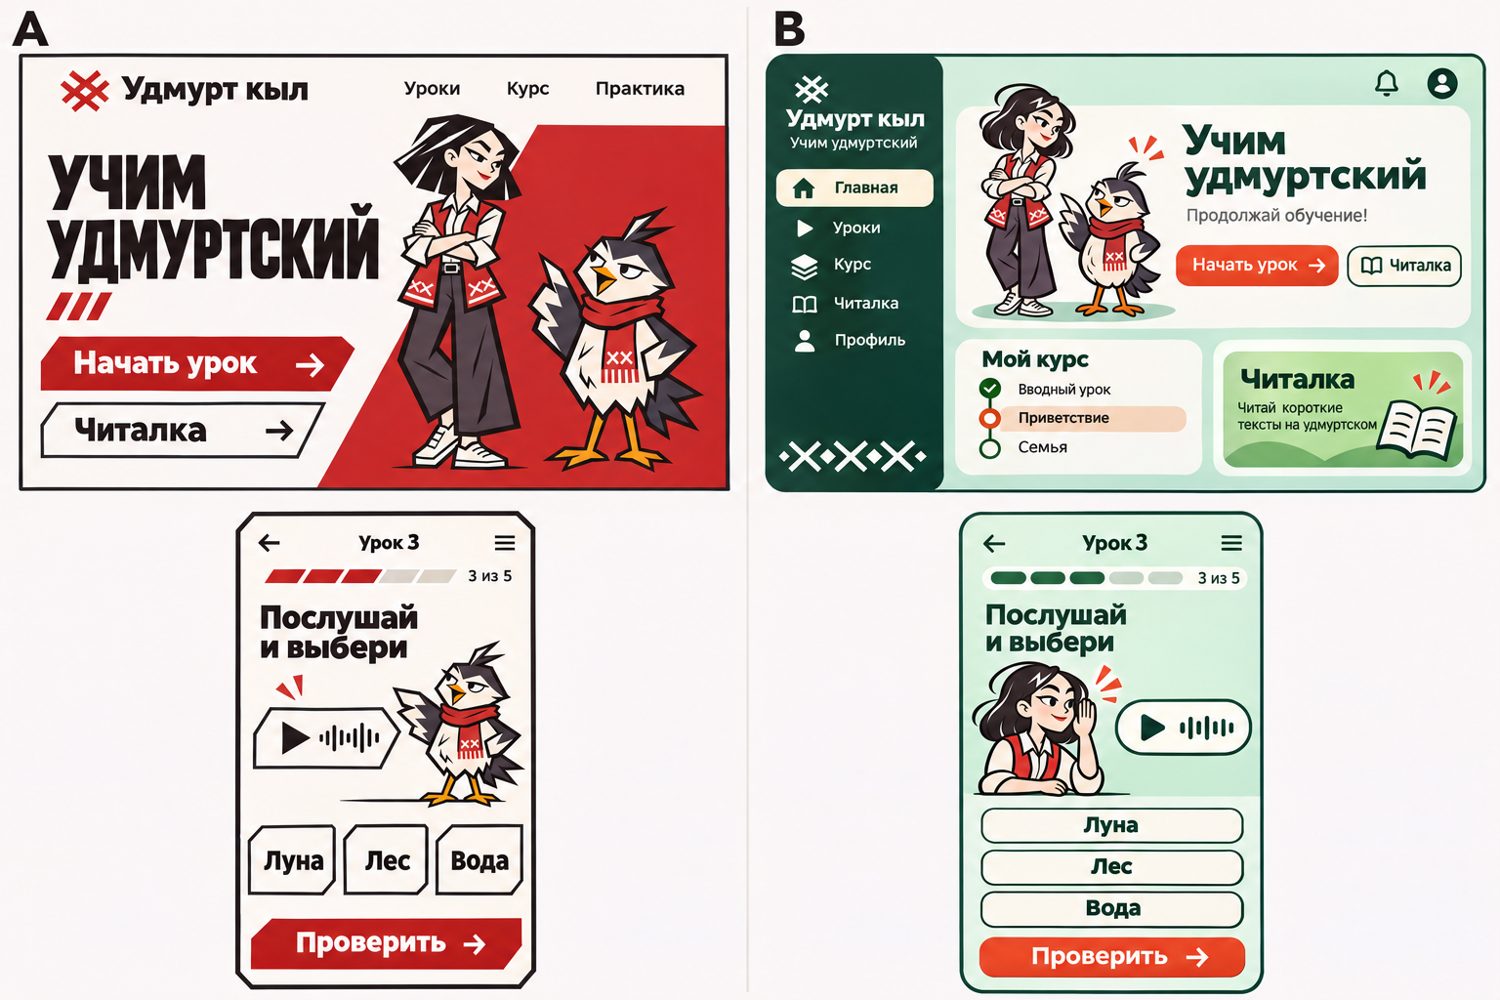 A
Удмурт кыл
Уроки
Курс
Практика
УЧИМ
УДМУРТСКИЙ
Начать урок
Читалка
Урок 3
3 из 5
Послушай
и выбери
Луна
Лес
Вода
Проверить
B
Удмурт кыл
Учим удмуртский
Главная
Уроки
Курс
Читалка
Профиль
Учим
удмуртский
Продолжай обучение!
Начать урок
Читалка
Мой курс
Вводный урок
Приветствие
Семья
Читалка
Читай короткие
тексты на удмуртском
Урок 3
3 из 5
Послушай
и выбери
Луна
Лес
Вода
Проверить